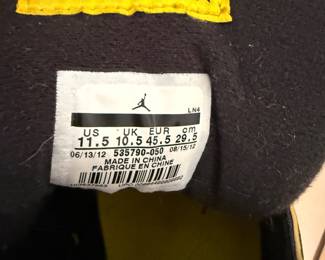 LN4
US UK EUR cm
11.5 10.5 45.5 29.5
06/13/12 535790-050 08/15/12
MADE IN CHINA
FABRIQUE EN CHINE